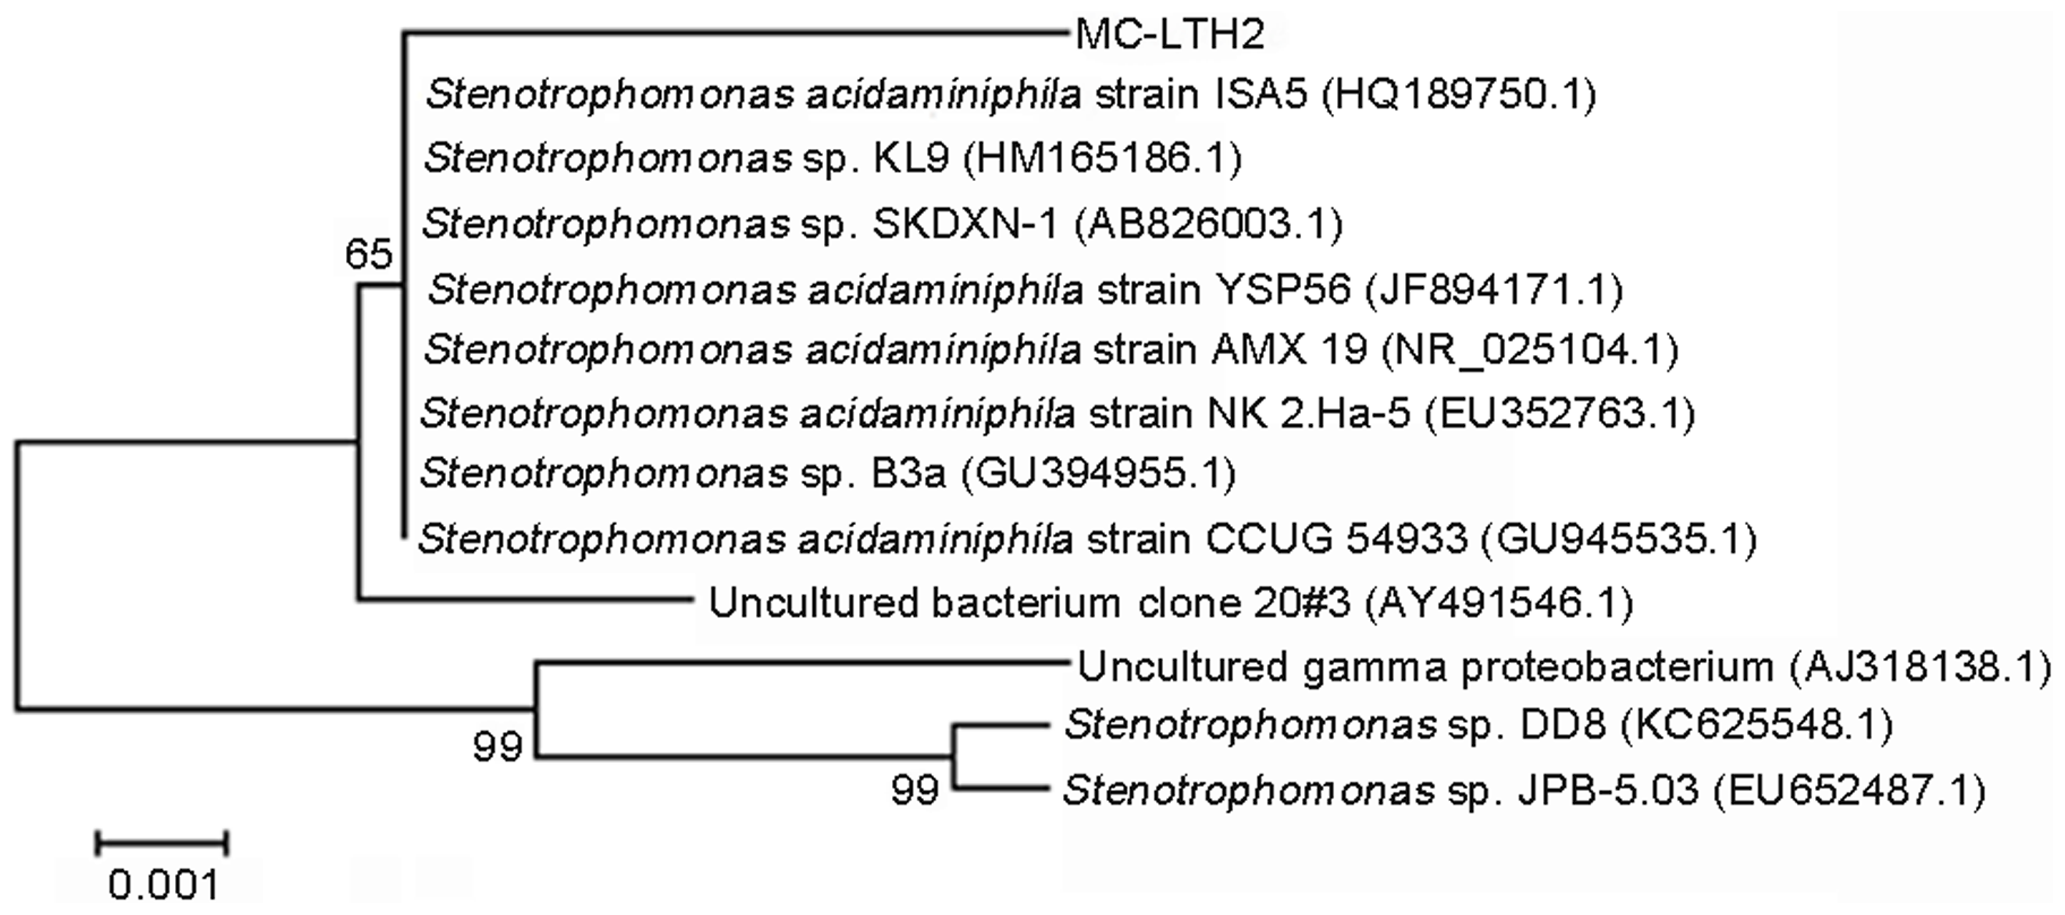 MC-LTH2
Stenotrophomonas acidaminiphila strain ISA5 (HQ189750.1)
Stenotrophomonas sp. KL9 (HM165186.1)
Stenotrophomonas sp. SKDXN-1 (AB826003.1)
65
Stenotrophomonas acidaminiphila strain YSP56 (JF894171.1)
Stenotrophomonas acidaminiphila strain AMX 19 (NR_025104.1)
Stenotrophomonas acidaminiphila strain NK 2.Ha-5 (EU352763.1)
Stenotrophomonas sp. B3a (GU394955.1)
Stenotrophomonas acidaminiphila strain CCUG 54933 (GU945535.1)
Uncultured bacterium clone 20#3 (AY491546.1)
Uncultured gamma proteobacterium (AJ318138.1)
Stenotrophomonas sp. DD8 (KC625548.1)
99
99
Stenotrophomonas sp. JPB-5.03 (EU652487.1)
0.001